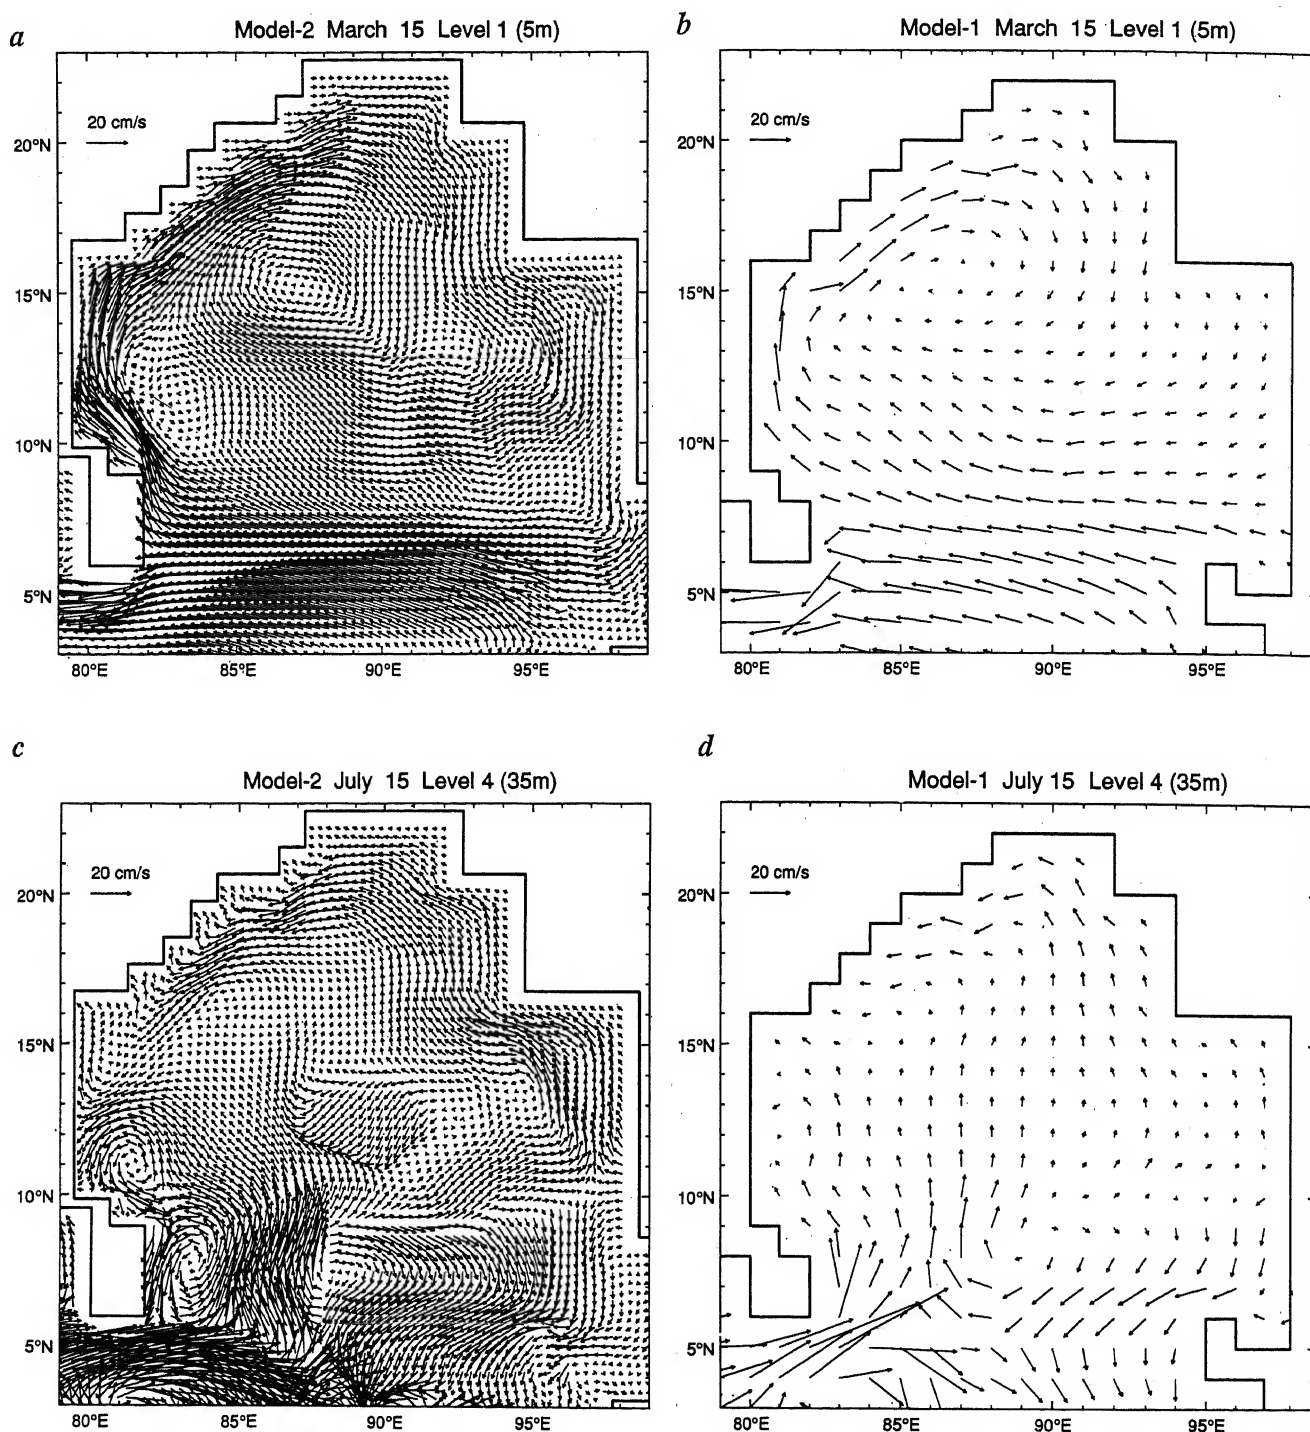 a
Model-2 March 15 Level 1 (5m)
20 cm/s
20°N
15°N
10°N
5°N
80°E 85°E 90°E 95°E
b
Model-1 March 15 Level 1 (5m)
20 cm/s
20°N
15°N
10°N
5°N
80°E 85°E 90°E 95°E
c
Model-2 July 15 Level 4 (35m)
20 cm/s
20°N
15°N
10°N
5°N
80°E 85°E 90°E 95°E
d
Model-1 July 15 Level 4 (35m)
20 cm/s
20°N
15°N
10°N
5°N
80°E 85°E 90°E 95°E